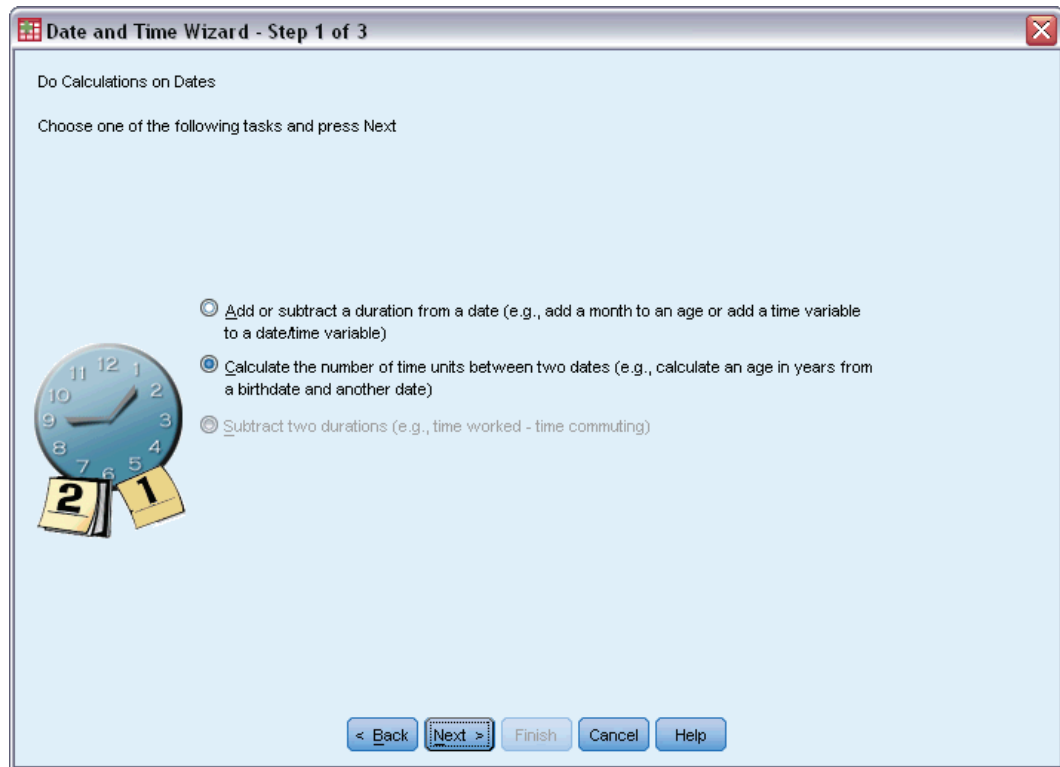 Date and Time Wizard - Step 1 of 3
Do Calculations on Dates
Choose one of the following tasks and press Next
Add or subtract a duration from a date (e.g., add a month to an age or add a time variable
to a date/time variable)
Calculate the number of time units between two dates (e.g., calculate an age in years from
a birthdate and another date)
Subtract two durations (e.g., time worked - time commuting)
11 12 1
10 2
9 3
8 4
7 6 5
2 1
< Back Next > Finish Cancel Help